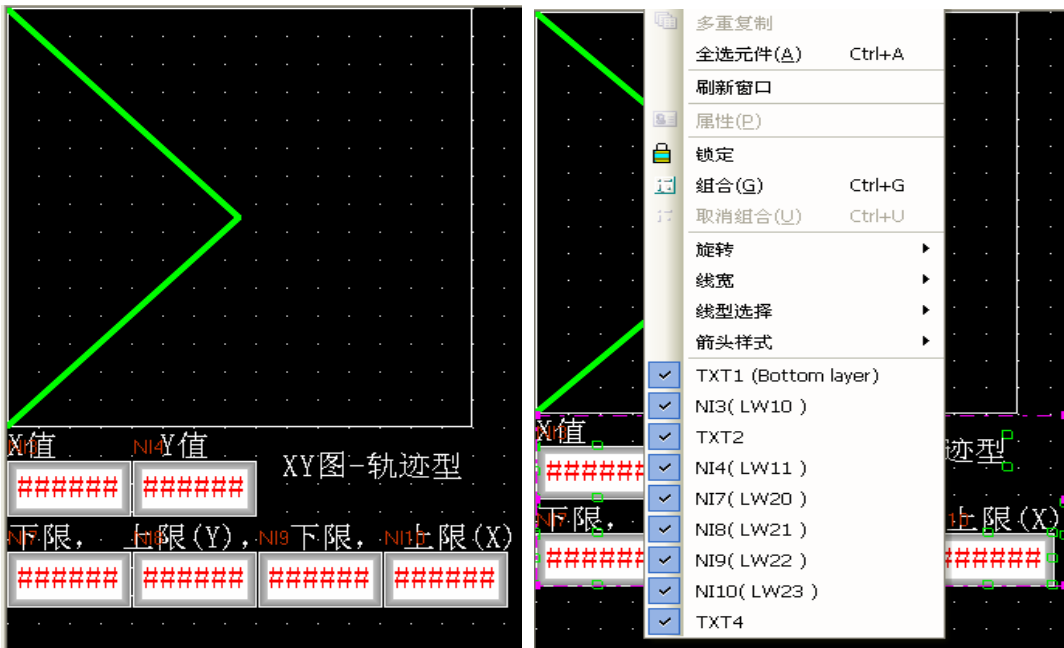 NI3 X值 NI4 Y值
XY图-轨迹型
###### ######
NI7 下限， NI8 上限(Y)， NI9 下限， NI10 上限(X)
###### ###### ###### ######
多重复制
全选元件(A) Ctrl+A
刷新窗口
属性(P)
锁定
组合(G) Ctrl+G
取消组合(U) Ctrl+U
旋转
线宽
线型选择
箭头样式
TXT1 (Bottom layer)
NI3( LW10 )
TXT2
NI4( LW11 )
NI7( LW20 )
NI8( LW21 )
NI9( LW22 )
NI10( LW23 )
TXT4
X值
迹型
######
下限，
上限(X)
######